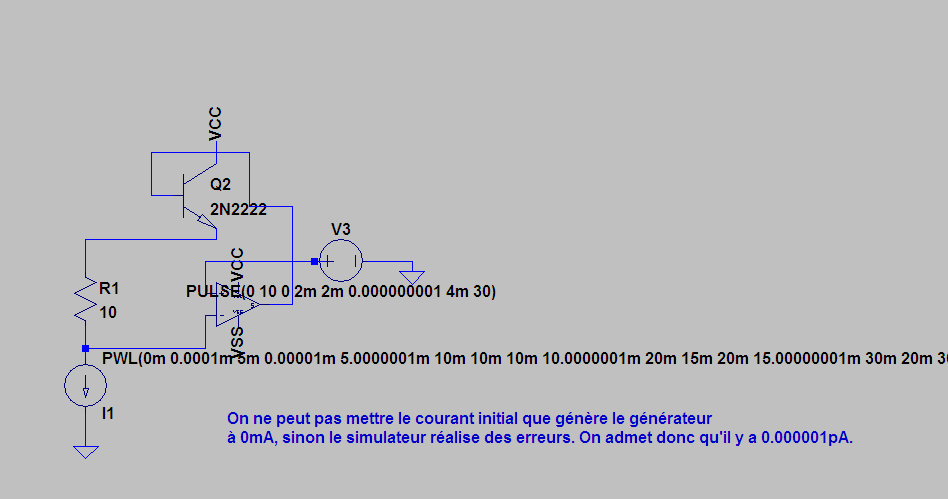 VCC
Q2
2N2222
V3
VCC
R1
PULSE(0 10 0 2m 2m 0.000000001 4m 30)
10
VSS
PWL(0m 0.0001m 5m 0.00001m 5.0000001m 10m 10m 10m 10.0000001m 20m 15m 20m 15.00000001m 30m 20m
I1
On ne peut pas mettre le courant initial que génère le générateur
à 0mA, sinon le simulateur réalise des erreurs. On admet donc qu'il y a 0.000001pA.